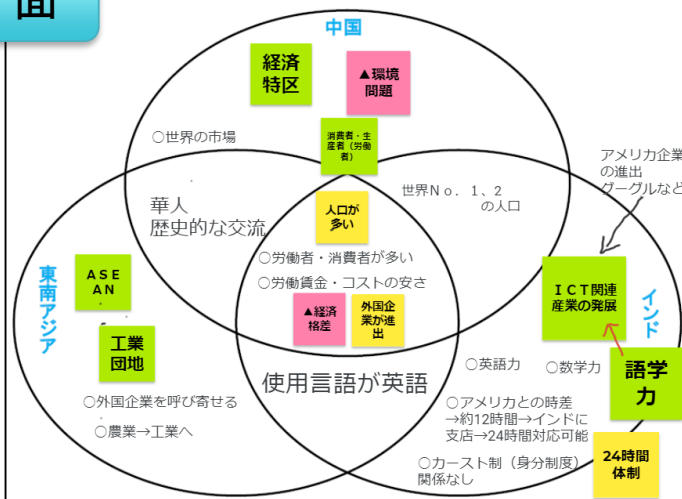 面
中国
経済
特区
▲環境
問題
消費者・生
産者（労働
者）
○世界の市場
アメリカ企業
の進出
グーグルなど
世界Ｎｏ．１、２
の人口
華人
歴史的な交流
人口が
多い
○労働者・消費者が多い
○労働賃金・コストの安さ
東南アジア
ＡＳＥ
ＡＮ
ＩＣＴ関連
産業の発展
インド
▲経済
格差
外国企
業が進
出
工業
団地
使用言語が英語
○英語力
○数学力
語学
力
○外国企業を呼び寄せる
○農業→工業へ
○アメリカとの時差
→約12時間→インドに
支店→24時間対応可能
○カースト制（身分制度）
関係なし
24時間
体制